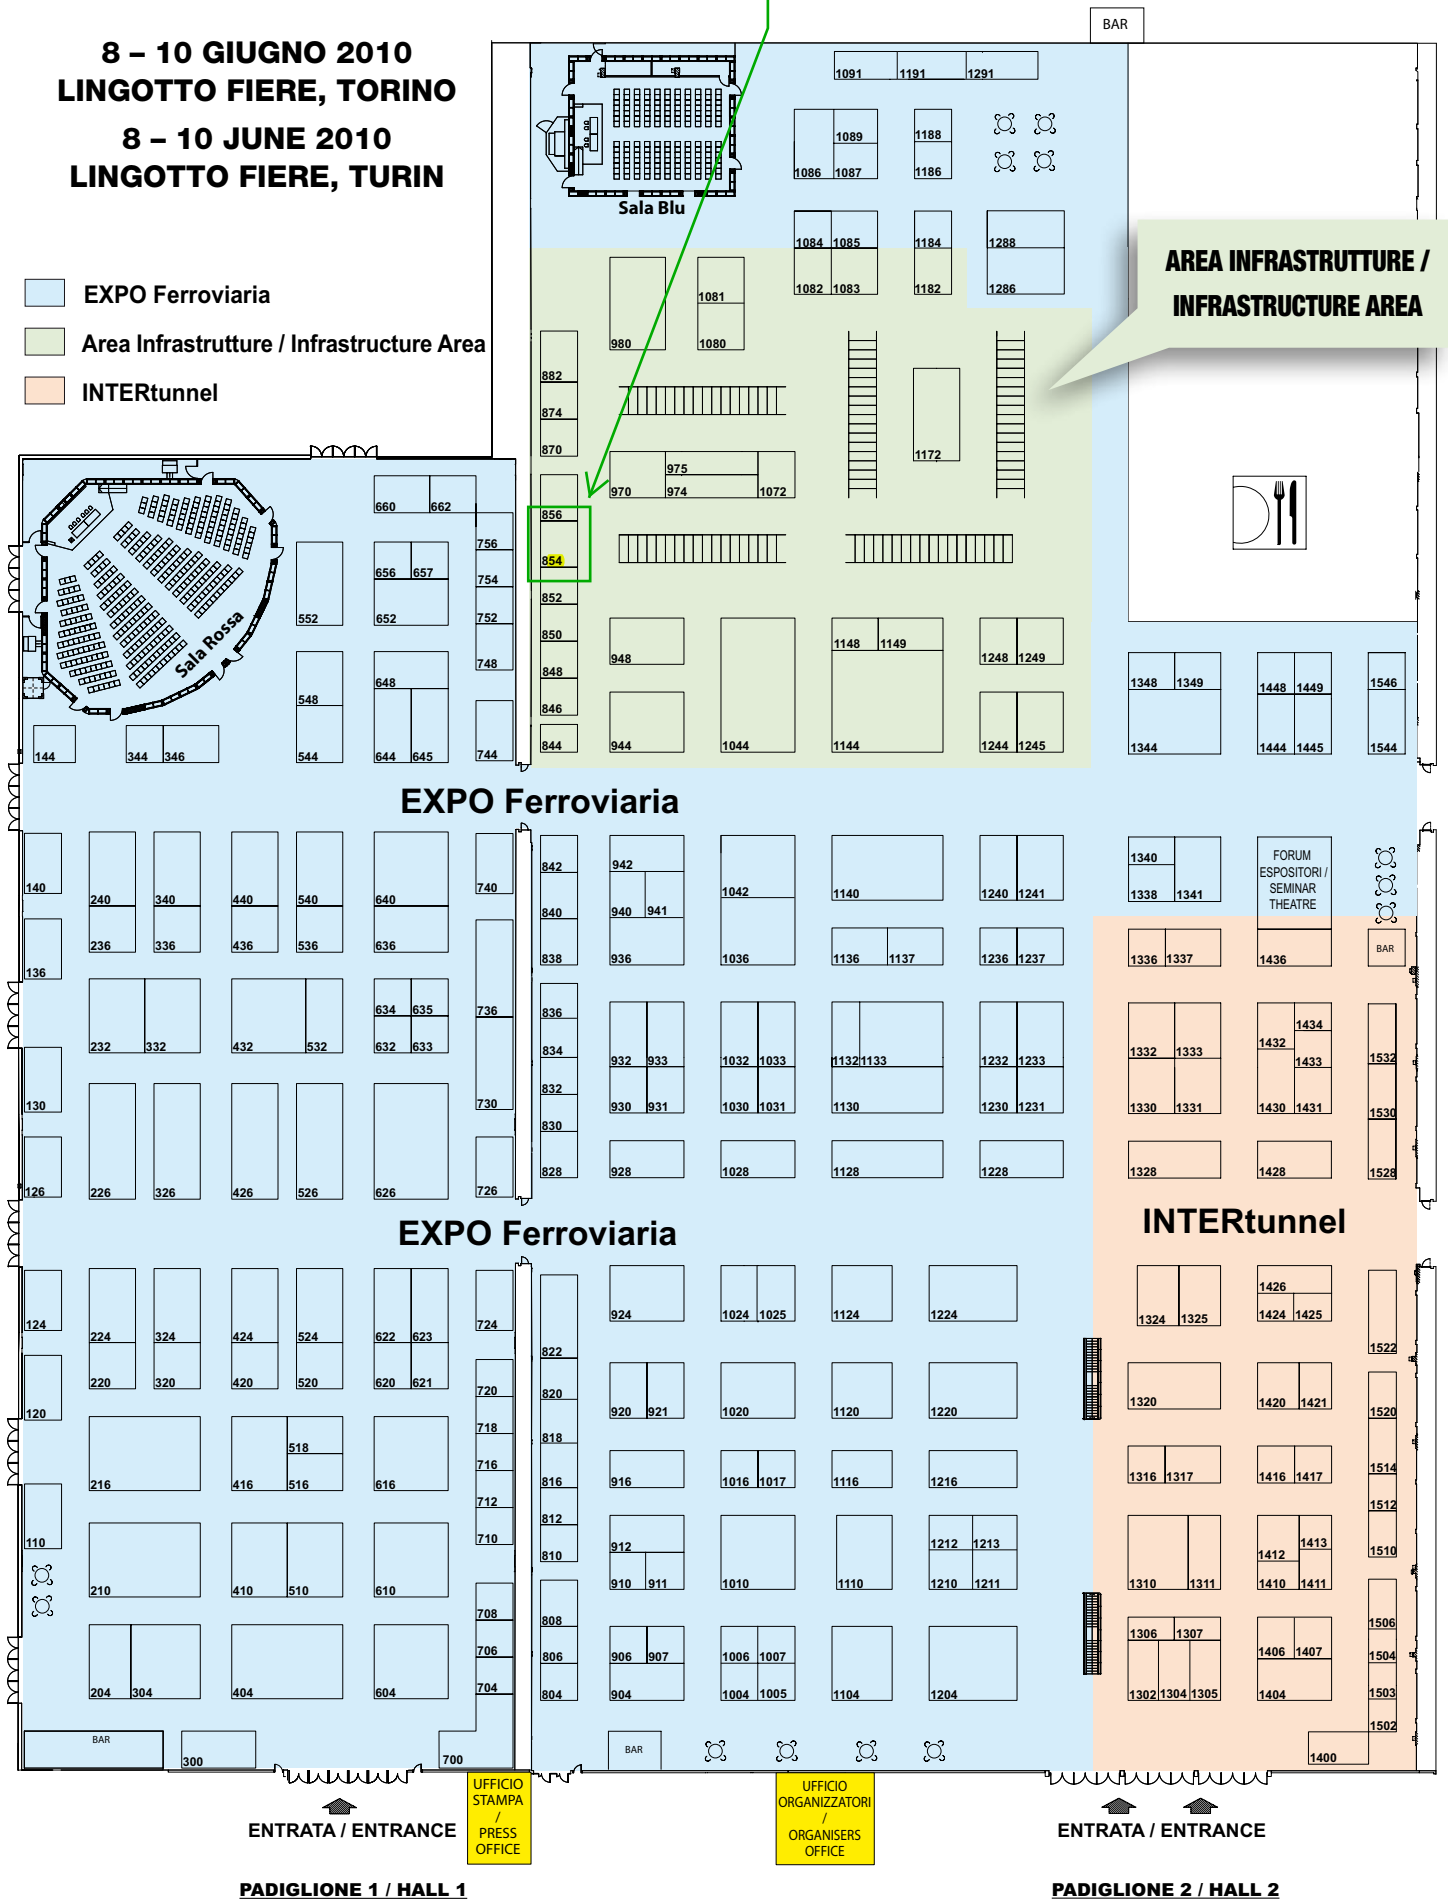 8 – 10 GIUGNO 2010
LINGOTTO FIERE, TORINO
8 – 10 JUNE 2010
LINGOTTO FIERE, TURIN
EXPO Ferroviaria
Area Infrastrutture / Infrastructure Area
INTERtunnel
BAR
1091 1191 1291
1089 1188
1086 1087 1186
Sala Blu
1084 1085 1184 1288
1082 1083 1182 1286
AREA INFRASTRUTTURE /
INFRASTRUCTURE AREA
1081
980 1080
882
874
870
1172
975
970 974 1072
856
854
852
850
848
846
844
660 662
756
656 657
754
552 652 752
748
Sala Rossa
648
548
144 344 346 544 644 645 744
948 1148 1149 1248 1249
944 1044 1144 1244 1245
1348 1349 1448 1449 1546
1344 1444 1445 1544
EXPO Ferroviaria
140 240 340 440 540 640 740
236 336 436 536 636
136
634 635 736
232 332 432 532 632 633
130 730
126 226 326 426 526 626 726
842 942
1042 1140 1240 1241
840 940 941
838 936 1036 1136 1137 1236 1237
1340
1338 1341
FORUM
ESPOSITORI /
SEMINAR
THEATRE
1336 1337 1436 BAR
836
834 932 933 1032 1033 1132 1133 1232 1233
832
830 930 931 1030 1031 1130 1230 1231
828 928 1028 1128 1228
1434
1332 1333 1432 1433 1532
1330 1331 1430 1431 1530
1328 1428 1528
EXPO Ferroviaria
INTERtunnel
124 224 324 424 524 622 623 724
120 220 320 420 520 620 621 720
518 718
216 416 516 616 716
712
110 710
210 410 510 610
708
706
204 304 404 604 704
BAR 300 700
924 1024 1025 1124 1224
822
820
920 921 1020 1120 1220
818
816 916 1016 1017 1116 1216
812 912 1212 1213
810 910 911 1010 1110 1210 1211
808
806 906 907 1006 1007
804 904 1004 1005 1104 1204
BAR
1426
1324 1325 1424 1425
1522
1320 1420 1421 1520
1316 1317 1416 1417 1514
1512
1412 1413 1510
1310 1311 1410 1411
1506
1306 1307 1406 1407 1504
1302 1304 1305 1404 1503
1502
1400
UFFICIO
STAMPA
/
PRESS
OFFICE
UFFICIO
ORGANIZZATORI
/
ORGANISERS
OFFICE
ENTRATA / ENTRANCE
ENTRATA / ENTRANCE
PADIGLIONE 1 / HALL 1
PADIGLIONE 2 / HALL 2